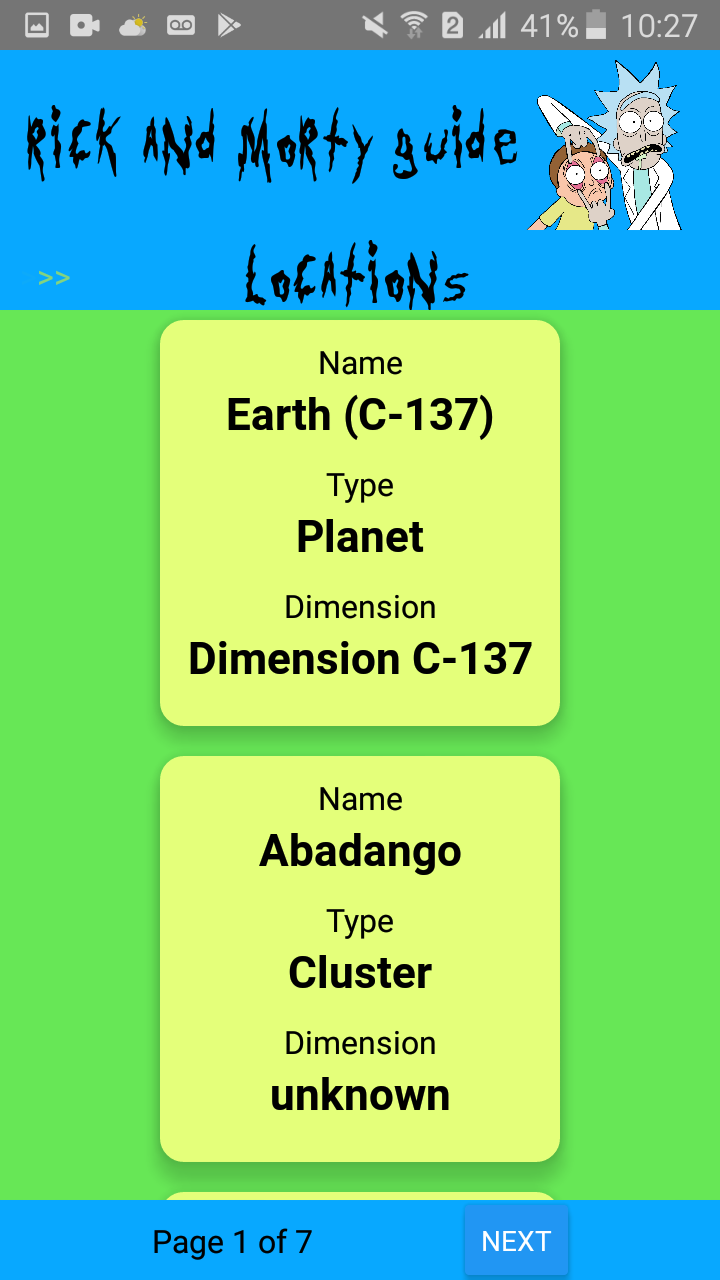 2 41% 10:27
Rick and Morty guide
>> Locations
Name
Earth (C-137)
Type
Planet
Dimension
Dimension C-137
Name
Abadango
Type
Cluster
Dimension
unknown
Page 1 of 7 NEXT